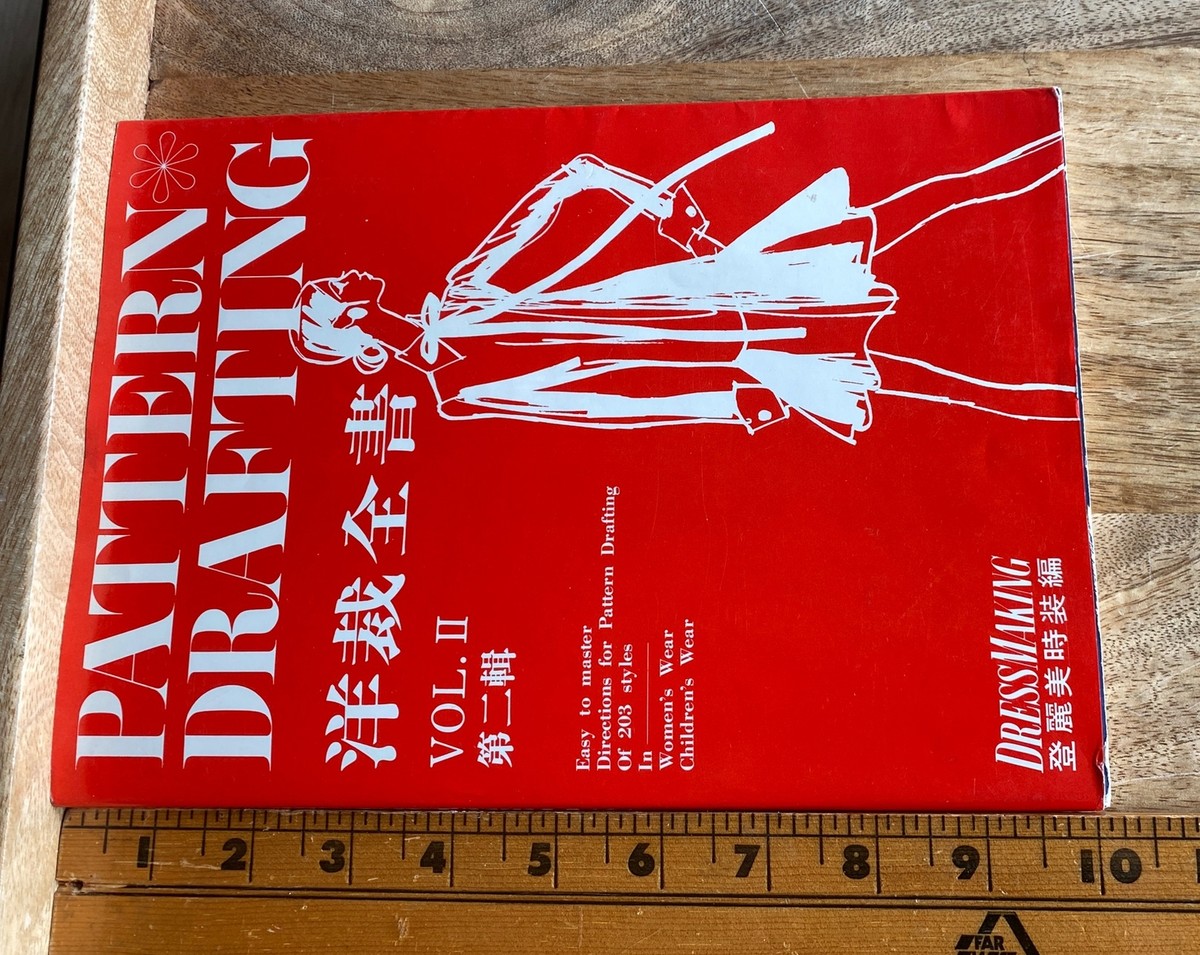 PATTERN
DRAFTING
洋裁全書
VOL. II
第二輯
Easy to master
Directions for Pattern Drafting
Of 203 styles
In
Women's Wear
Children's Wear
DRESSMAKING
登麗美時装編
1 2 3 4 5 6 7 8 9 10
FAR